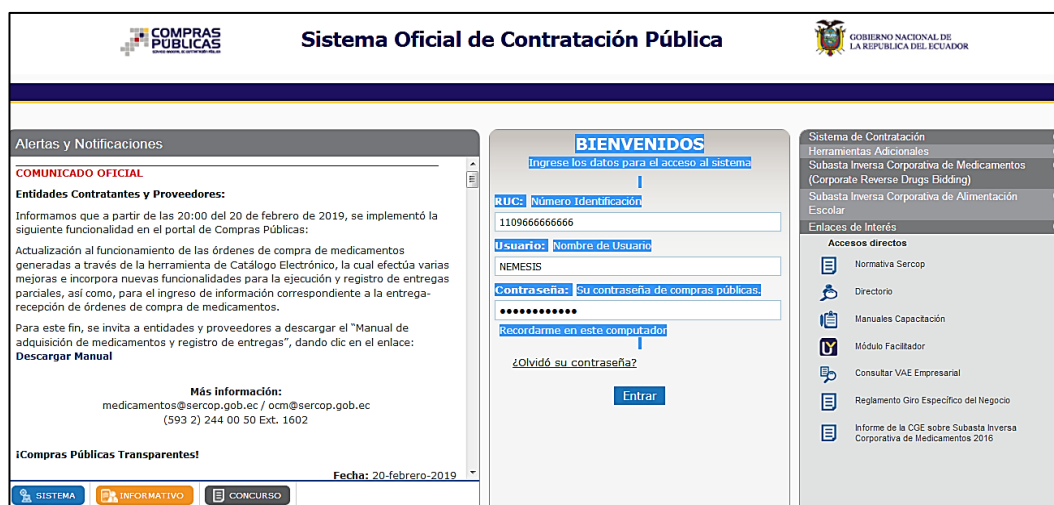 COMPRAS
PÚBLICAS
Sistema Oficial de Contratación Pública
GOBIERNO NACIONAL DE
LA REPUBLICA DEL ECUADOR
Alertas y Notificaciones
COMUNICADO OFICIAL
Entidades Contratantes y Proveedores:
Informamos que a partir de las 20:00 del 20 de febrero de 2019, se implementó la
siguiente funcionalidad en el portal de Compras Públicas:
Actualización al funcionamiento de las órdenes de compra de medicamentos
generadas a través de la herramienta de Catálogo Electrónico, la cual efectúa varias
mejoras e incorpora nuevas funcionalidades para la ejecución y registro de entregas
parciales, así como, para el ingreso de información correspondiente a la entrega-
recepción de órdenes de compra de medicamentos.
Para este fin, se invita a entidades y proveedores a descargar el "Manual de
adquisición de medicamentos y registro de entregas", dando clic en el enlace:
Descargar Manual
Más información:
medicamentos@sercop.gob.ec / ocm@sercop.gob.ec
(593 2) 244 00 50 Ext. 1602
¡Compras Públicas Transparentes!
Fecha: 20-febrero-2019
SISTEMA
INFORMATIVO
CONCURSO
BIENVENIDOS
Ingrese los datos para el acceso al sistema
RUC: Número Identificación
1109666666666
Usuario: Nombre de Usuario
NEMESIS
Contraseña: Su contraseña de compras públicas.
••••••••••••
Recordarme en este computador
¿Olvidó su contraseña?
Entrar
Sistema de Contratación
Herramientas Adicionales
Subasta Inversa Corporativa de Medicamentos
(Corporate Reverse Drugs Bidding)
Subasta Inversa Corporativa de Alimentación
Escolar
Enlaces de Interés
Accesos directos
Normativa Sercop
Directorio
Manuales Capacitación
Módulo Facilitador
Consultar VAE Empresarial
Reglamento Giro Específico del Negocio
Informe de la CGE sobre Subasta Inversa
Corporativa de Medicamentos 2016